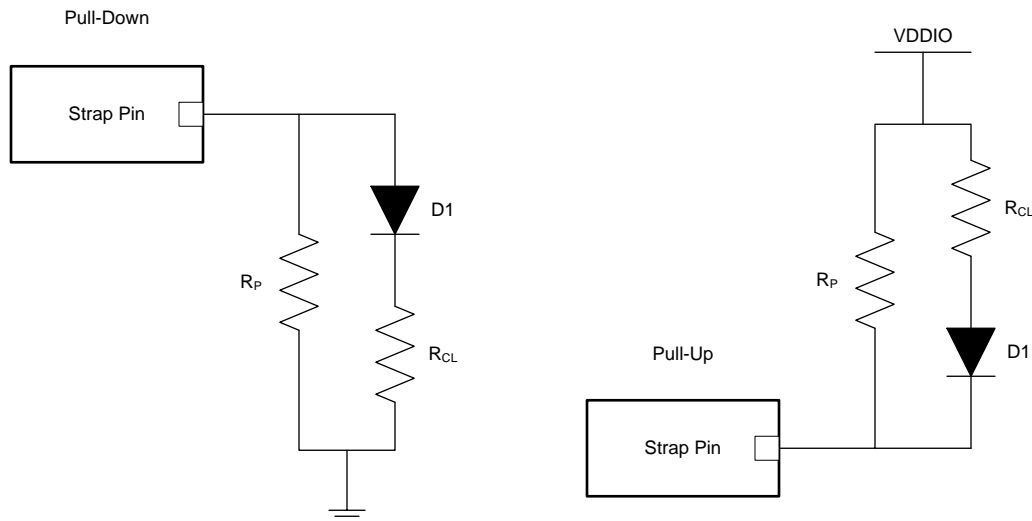 Pull-Down
Strap Pin
D1
RP
RCL
VDDIO
RCL
RP
D1
Pull-Up
Strap Pin